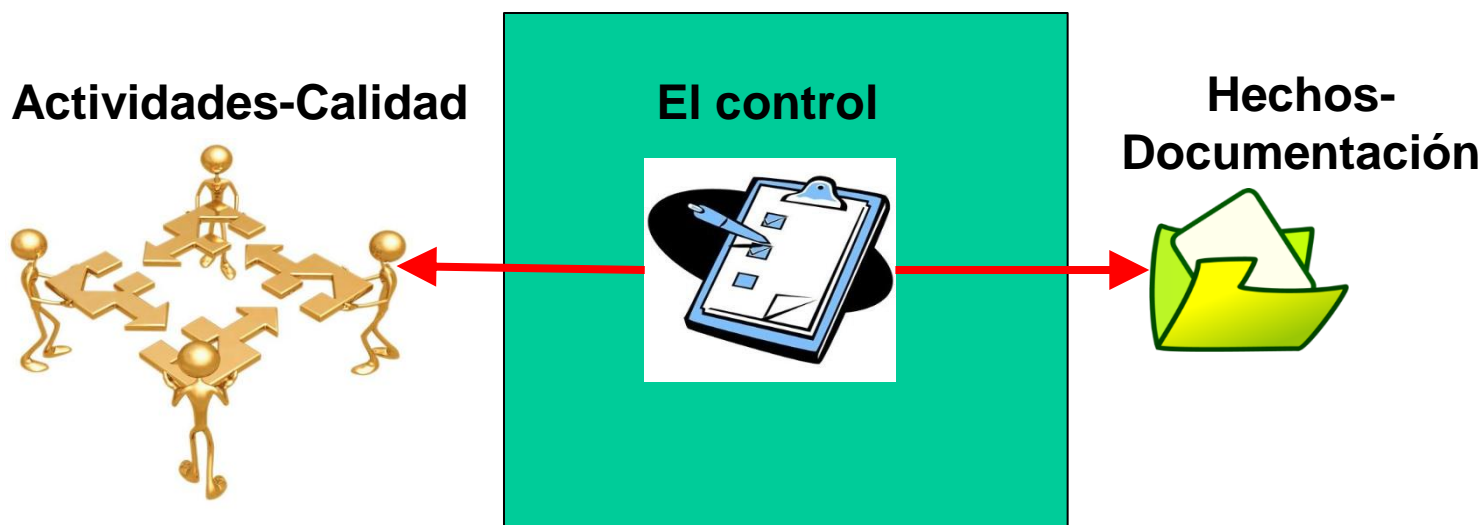 Actividades-Calidad
El control
Hechos-
Documentación